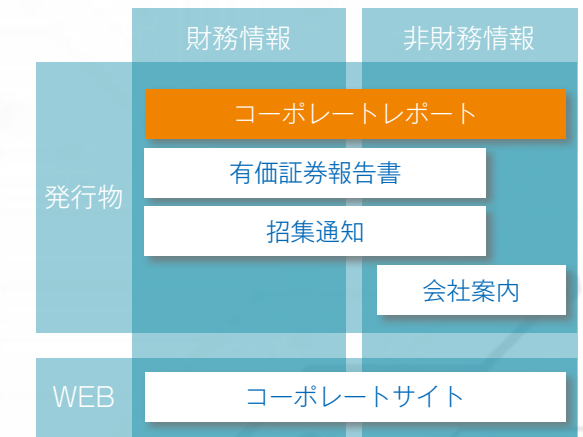 財務情報
非財務情報
発行物
コーポレートレポート
有価証券報告書
招集通知
会社案内
WEB
コーポレートサイト